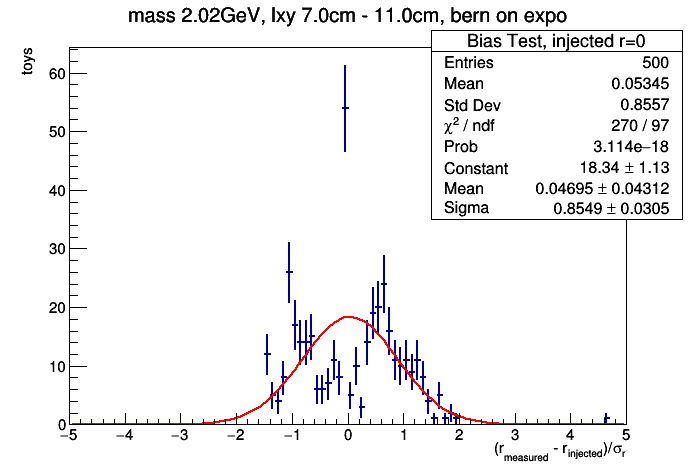 mass 2.02GeV, lxy 7.0cm - 11.0cm, bern on expo
toys
Bias Test, injected r=0
Entries 500
Mean 0.05345
Std Dev 0.8557
χ² / ndf 270 / 97
Prob 3.114e−18
Constant 18.34 ± 1.13
Mean 0.04695 ± 0.04312
Sigma 0.8549 ± 0.0305
60
50
40
30
20
10
0
−5 −4 −3 −2 −1 0 1 2 3 4 5
(r_measured - r_injected)/σ_r